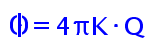 Φ = 4πK · Q